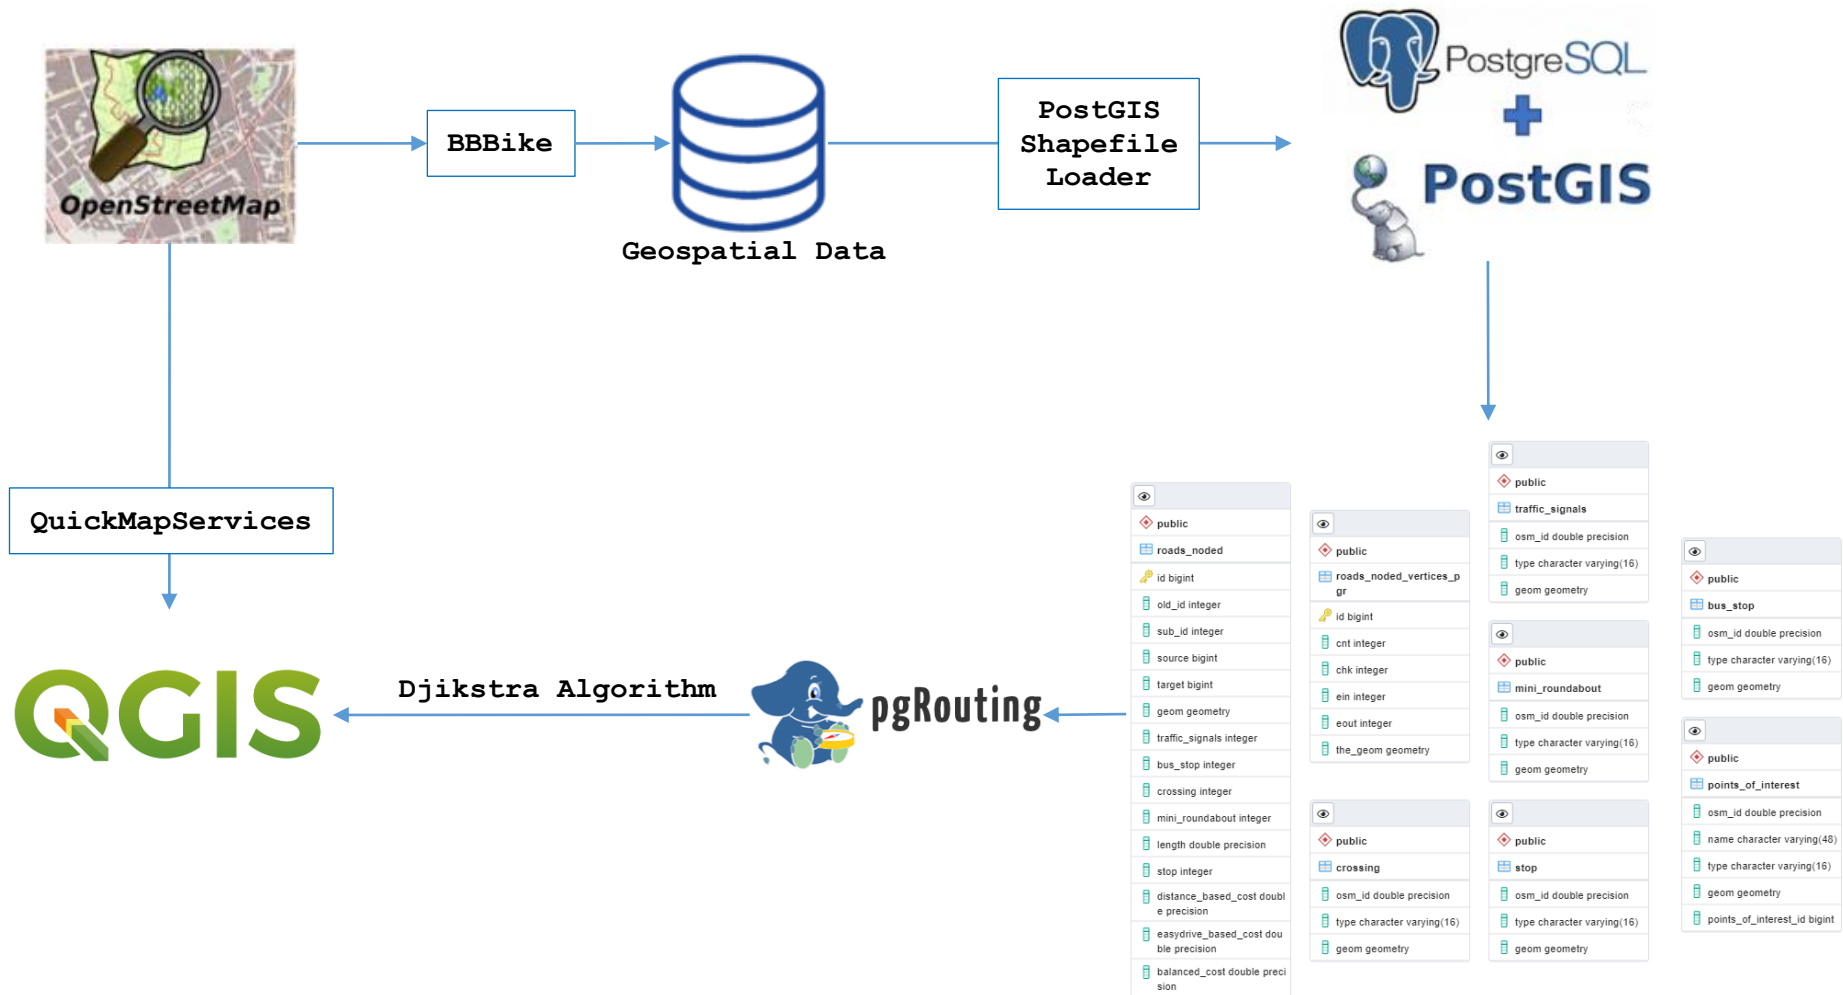 OpenStreetMap
BBBike
Geospatial Data
PostGIS
Shapefile
Loader
PostgreSQL
PostGIS
QuickMapServices
QGIS
Djikstra Algorithm
pgRouting
public
roads_noded
id bigint
old_id integer
sub_id integer
source bigint
target bigint
geom geometry
traffic_signals integer
bus_stop integer
crossing integer
mini_roundabout integer
length double precision
stop integer
distance_based_cost doubl
e precision
easydrive_based_cost dou
ble precision
balanced_cost double preci
sion
public
roads_noded_vertices_p
gr
id bigint
cnt integer
chk integer
ein integer
eout integer
the_geom geometry
public
crossing
osm_id double precision
type character varying(16)
geom geometry
public
traffic_signals
osm_id double precision
type character varying(16)
geom geometry
public
mini_roundabout
osm_id double precision
type character varying(16)
geom geometry
public
stop
osm_id double precision
type character varying(16)
geom geometry
public
bus_stop
osm_id double precision
type character varying(16)
geom geometry
public
points_of_interest
osm_id double precision
name character varying(48)
type character varying(16)
geom geometry
points_of_interest_id bigint